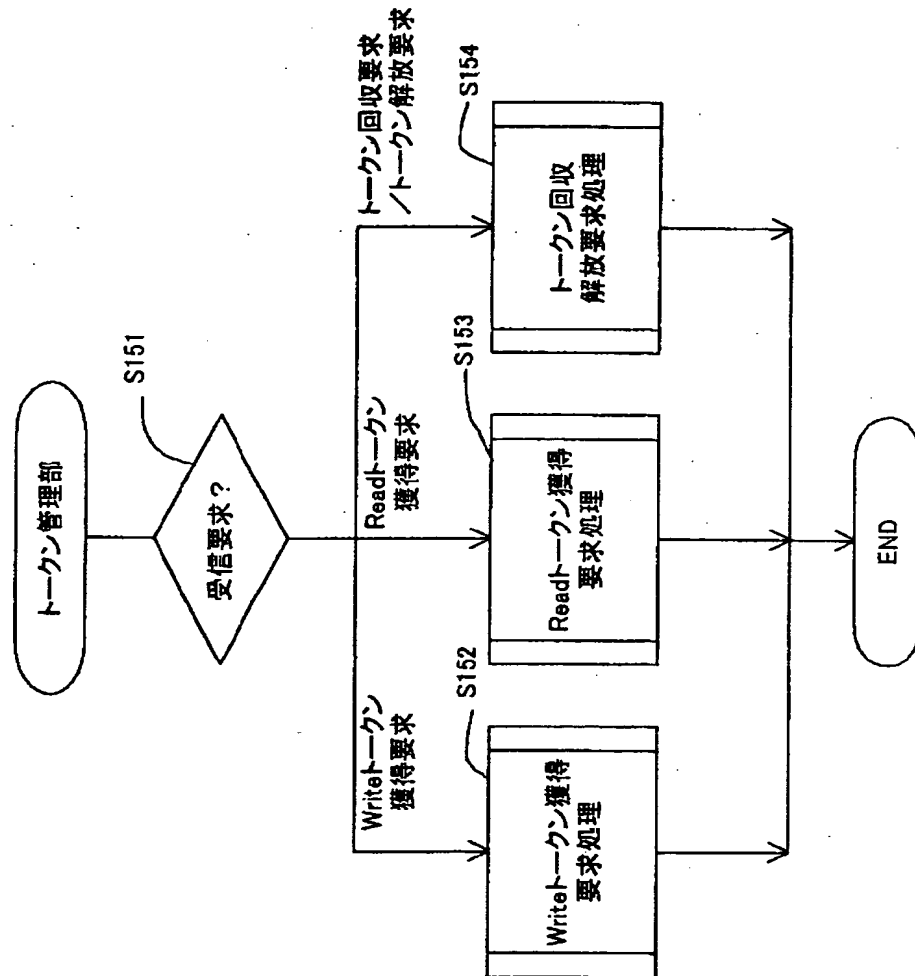 トークン管理部
S151
受信要求?
Writeトークン
獲得要求
Readトークン
獲得要求
トークン回収要求
/トークン解放要求
S152
Writeトークン獲得
要求処理
S153
Readトークン獲得
要求処理
S154
トークン回収
解放要求処理
END